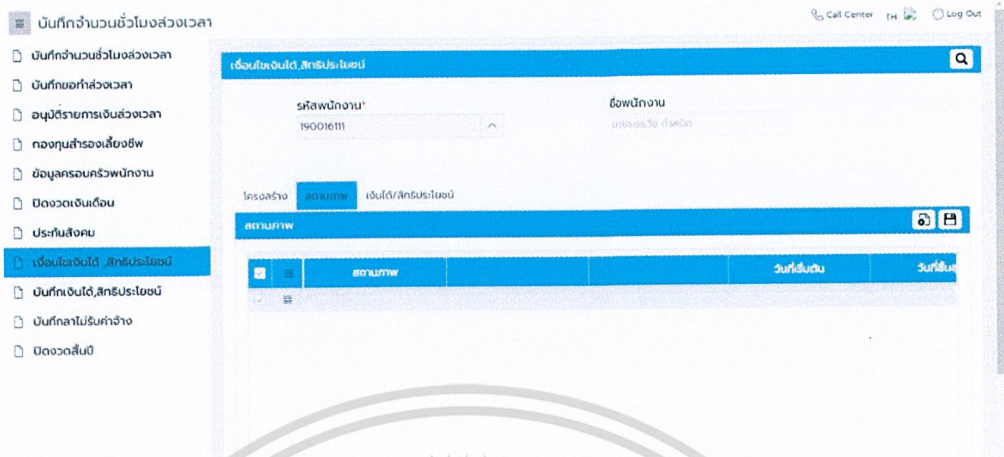 บันทึกจำนวนชั่วโมงล่วงเวลา
Call Center TH Log Out
บันทึกจำนวนชั่วโมงล่วงเวลา
บันทึกขอทำล่วงเวลา
อนุมัติรายการเงินล่วงเวลา
กองทุนสำรองเลี้ยงชีพ
ข้อมูลครอบครัวพนักงาน
ปิดงวดเงินเดือน
ประกันสังคม
เงื่อนไขเงินได้ ,สิทธิประโยชน์
บันทึกเงินได้,สิทธิประโยชน์
บันทึกลาไม่รับค่าจ้าง
ปิดงวดสิ้นปี
เงื่อนไขเงินได้,สิทธิประโยชน์
รหัสพนักงาน* ชื่อพนักงาน
190016111
โครงสร้าง สถานภาพ เงินได้/สิทธิประโยชน์
สถานภาพ
สถานภาพ วันที่เริ่มต้น วันที่สิ้นสุ